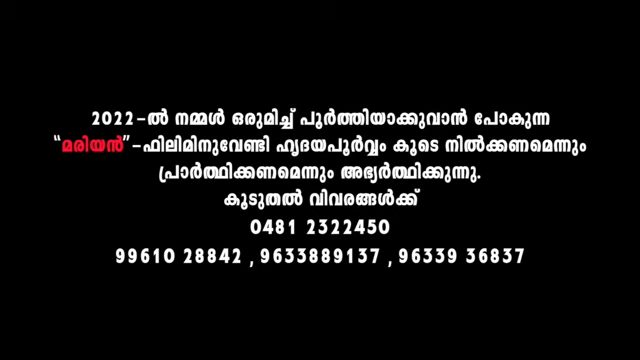 2022-ൽ നമ്മൾ ഒരുമിച്ച് പൂർത്തിയാക്കുവാൻ പോകുന്ന
"മരിയൻ"-ഫിലിമിനുവേണ്ടി ഹൃദയപൂർവ്വം കൂടെ നിൽക്കണമെന്നും
പ്രാർത്ഥിക്കണമെന്നും അഭ്യർത്ഥിക്കുന്നു.
കൂടുതൽ വിവരങ്ങൾക്ക്
0481 2322450
99610 28842 , 9633889137 , 96339 36837